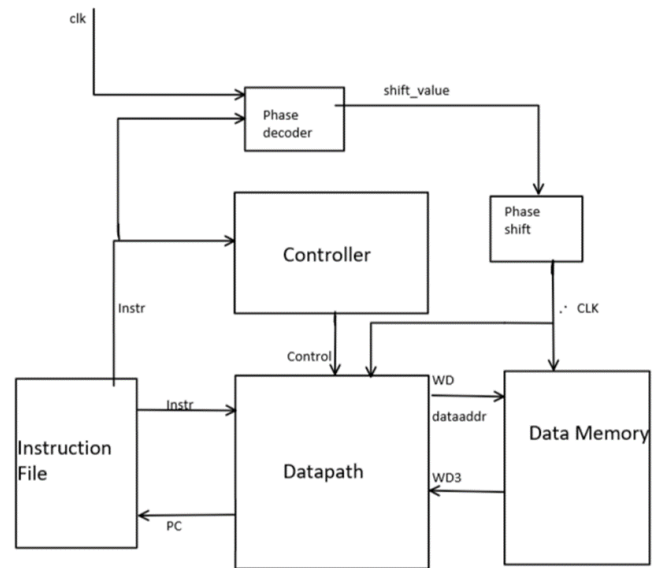 clk
shift_value
Phase
decoder
Phase
shift
Controller
Instr
CLK
Control
Instr
WD
dataaddr
Data Memory
Instruction
File
Datapath
WD3
PC